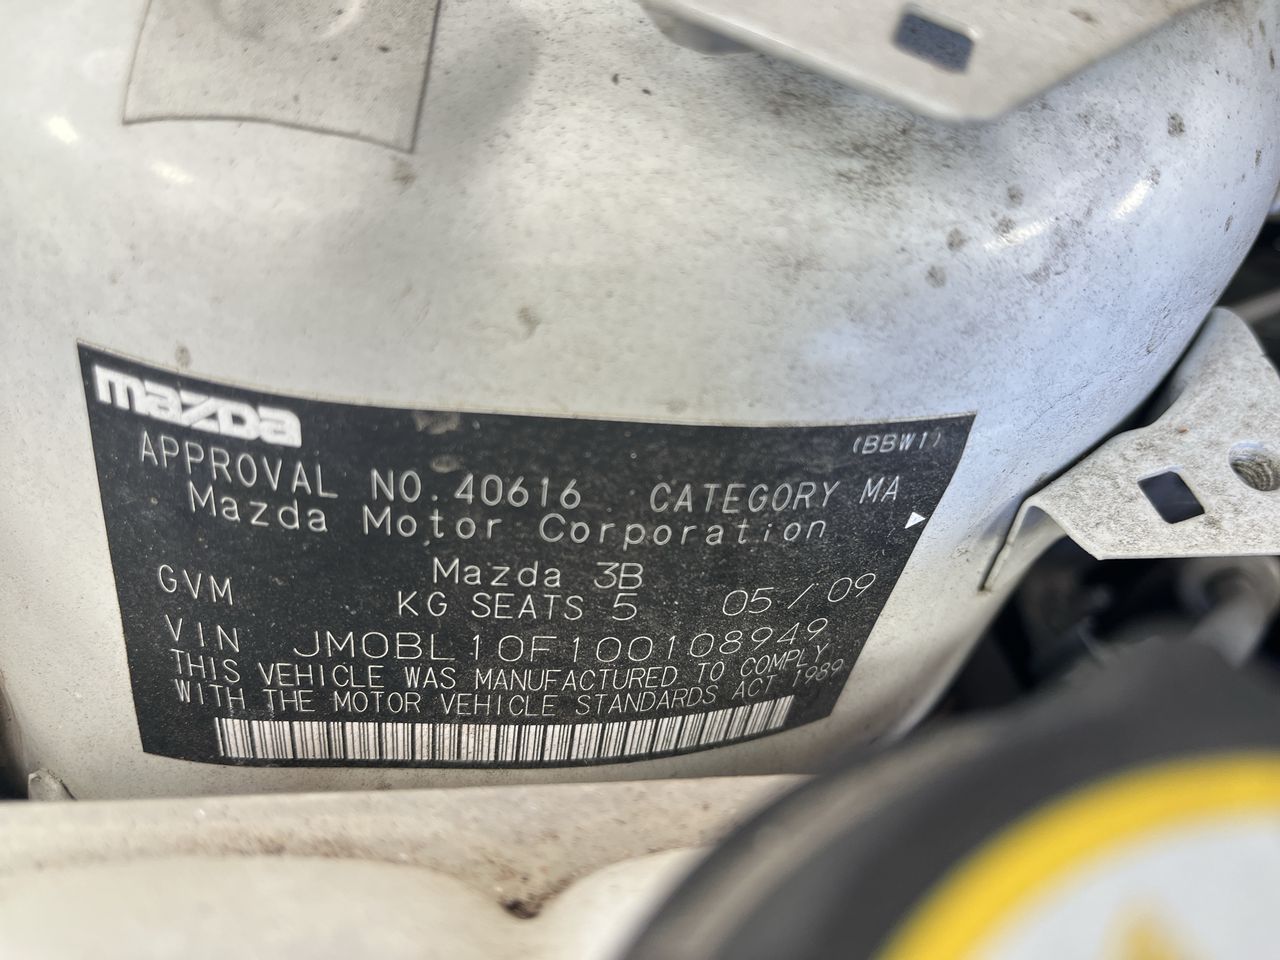 mazda
(BBW1)
APPROVAL NO.40616 CATEGORY MA
Mazda Motor Corporation
Mazda 3B
GVM KG SEATS 5 05/09
VIN JM0BL10F100108949
THIS VEHICLE WAS MANUFACTURED TO COMPLY
WITH THE MOTOR VEHICLE STANDARDS ACT 1989